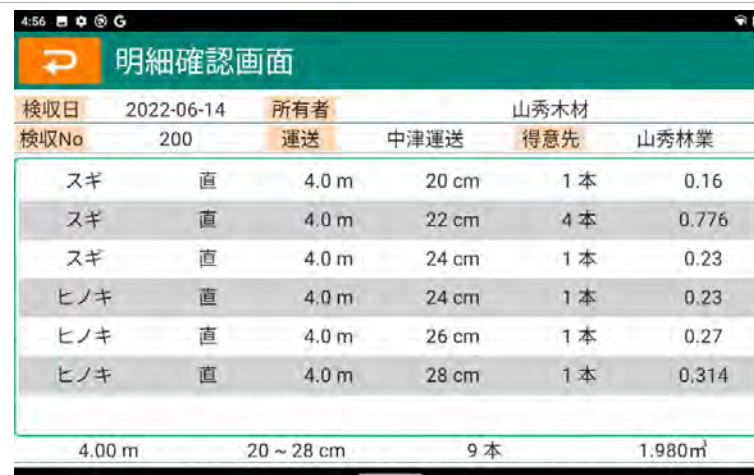 4:56 G
明細確認画面
検収日 2022-06-14 所有者 山秀木材
検収No 200 運送 中津運送 得意先 山秀林業
スギ 直 4.0 m 20 cm 1 本 0.16
スギ 直 4.0 m 22 cm 4 本 0.776
スギ 直 4.0 m 24 cm 1 本 0.23
ヒノキ 直 4.0 m 24 cm 1 本 0.23
ヒノキ 直 4.0 m 26 cm 1 本 0.27
ヒノキ 直 4.0 m 28 cm 1 本 0.314
4.00 m 20 ~ 28 cm 9 本 1.980㎥